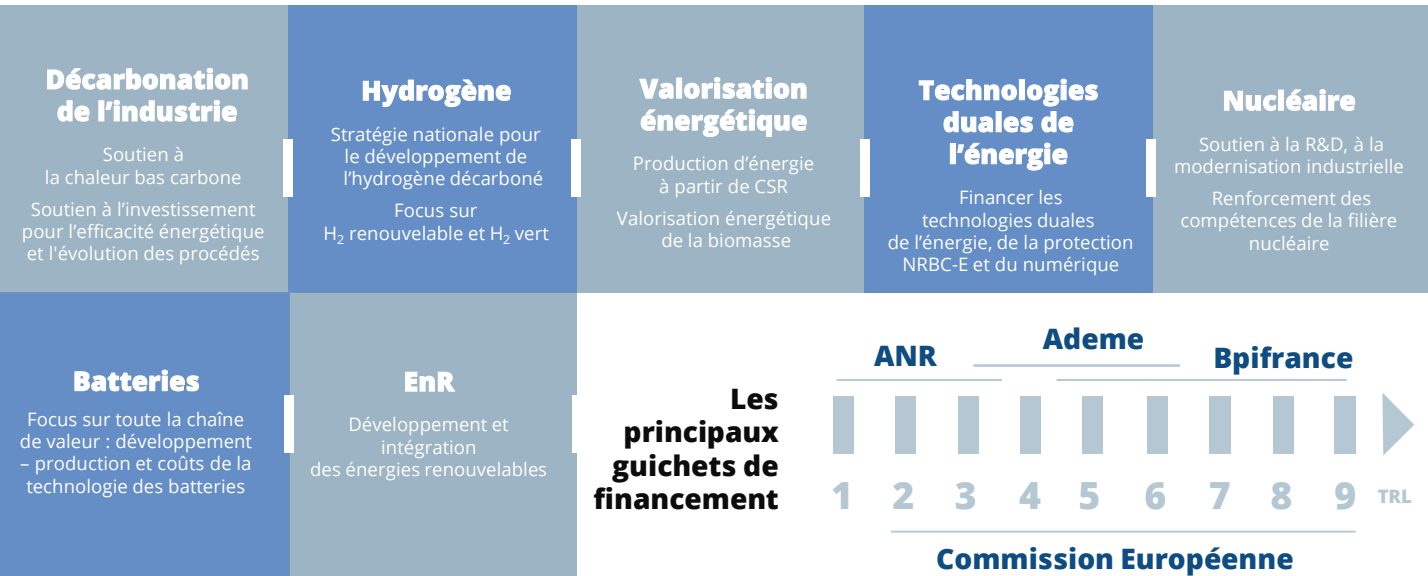 Décarbonation
de l’industrie
Soutien à
la chaleur bas carbone
Soutien à l’investissement
pour l’efficacité énergétique
et l'évolution des procédés
Hydrogène
Stratégie nationale pour
le développement de
l’hydrogène décarboné
Focus sur
H₂ renouvelable et H₂ vert
Valorisation
énergétique
Production d’énergie
à partir de CSR
Valorisation énergétique
de la biomasse
Technologies
duales de
l’énergie
Financer les
technologies duales
de l’énergie, de la protection
NRBC-E et du numérique
Nucléaire
Soutien à la R&D, à la
modernisation industrielle
Renforcement des
compétences de la filière
nucléaire
Batteries
Focus sur toute la chaîne
de valeur : développement
– production et coûts de la
technologie des batteries
EnR
Développement et
intégration
des énergies renouvelables
Les
principaux
guichets de
financement
ANR
Ademe
Bpifrance
1 2 3 4 5 6 7 8 9 TRL
Commission Européenne